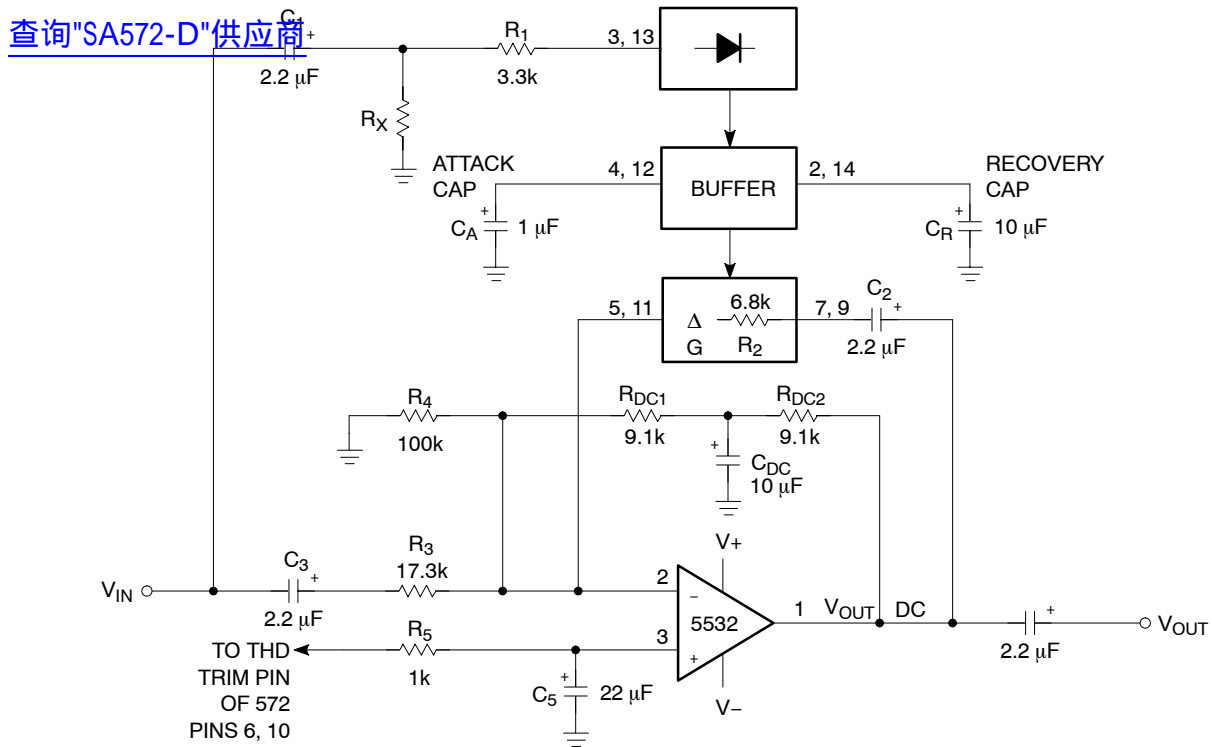 查询"SA572-D"供应商
C1
+
2.2 μF
RX
R1
3.3k
3, 13
ATTACK
CAP
4, 12
BUFFER
2, 14
RECOVERY
CAP
+
CA
1 μF
+
CR
10 μF
5, 11
Δ
G
6.8k
R2
7, 9
C2
+
2.2 μF
R4
100k
RDC1
9.1k
RDC2
9.1k
+
CDC
10 μF
VIN
C3
+
2.2 μF
R3
17.3k
2
−
V+
5532
1
VOUT
DC
+
2.2 μF
VOUT
3
+
V−
TO THD
TRIM PIN
OF 572
PINS 6, 10
R5
1k
+
C5
22 μF